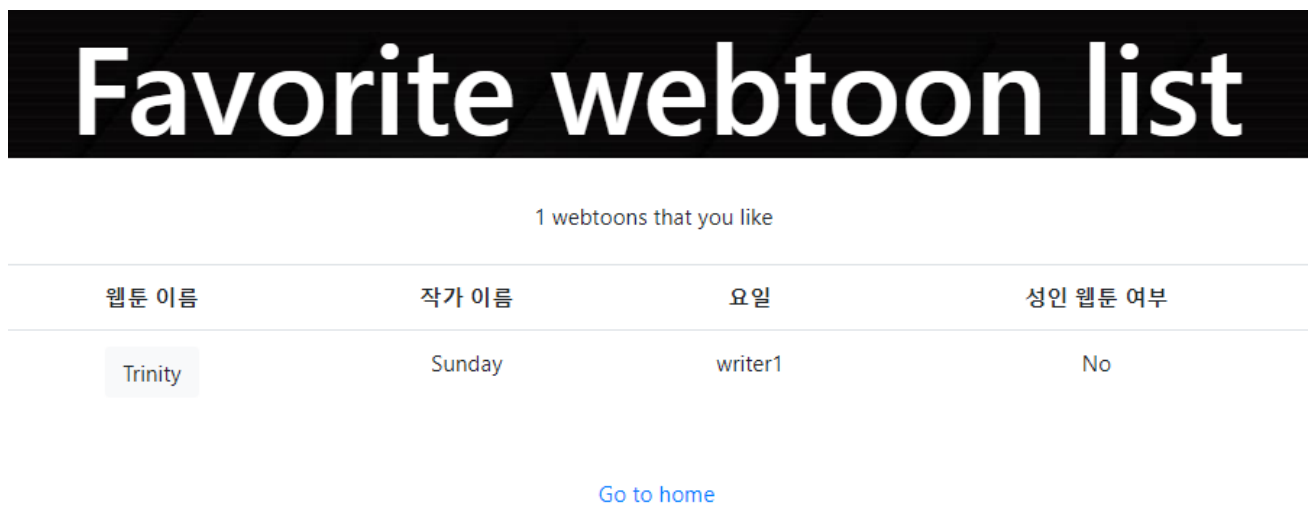 Favorite webtoon list
1 webtoons that you like
웹툰 이름 작가 이름 요일 성인 웹툰 여부
Trinity Sunday writer1 No
Go to home